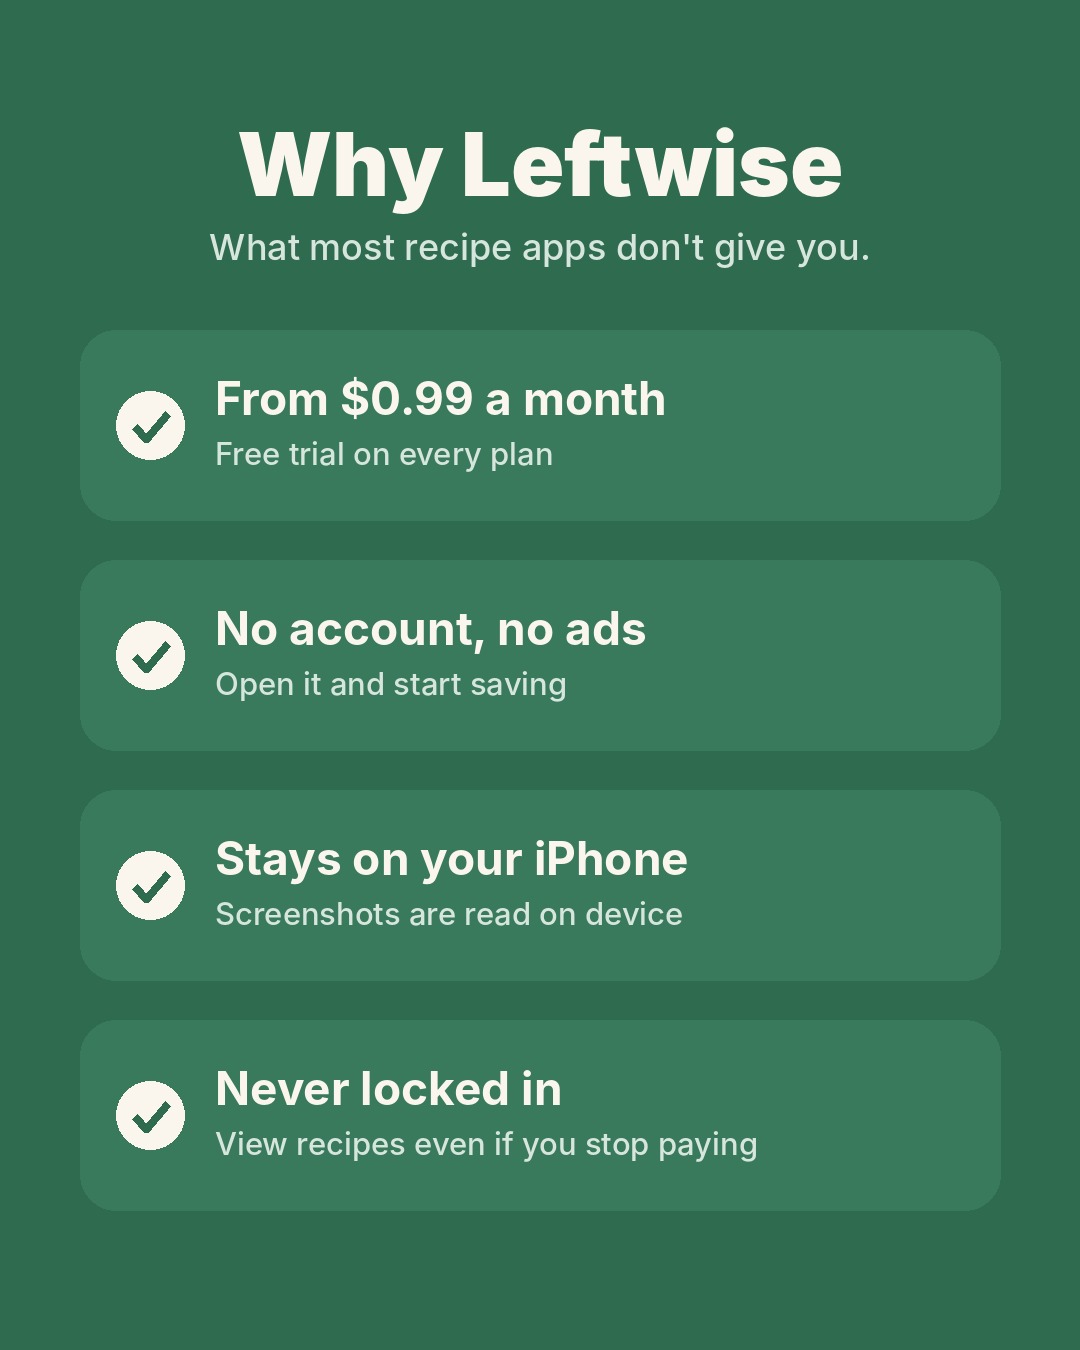 Why Leftwise
What most recipe apps don't give you.
From $0.99 a month
Free trial on every plan
No account, no ads
Open it and start saving
Stays on your iPhone
Screenshots are read on device
Never locked in
View recipes even if you stop paying